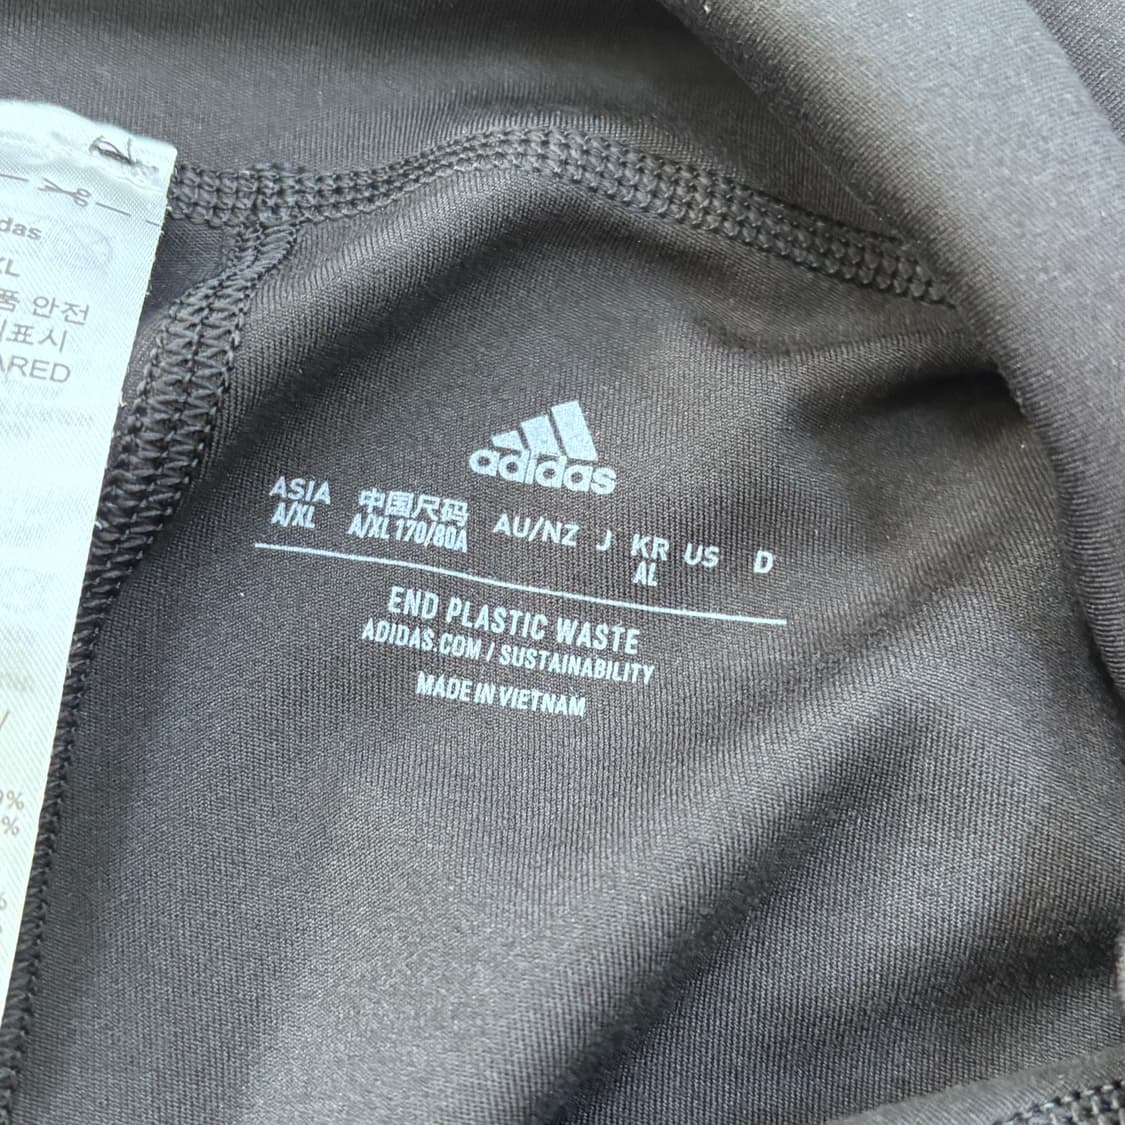 das
XL
품 안전
표시
ARED
%
%
adidas
ASIA 中国尺码 AU/NZ J KR US D
A/XL A/XL 170/80A AL
END PLASTIC WASTE
ADIDAS.COM / SUSTAINABILITY
MADE IN VIETNAM